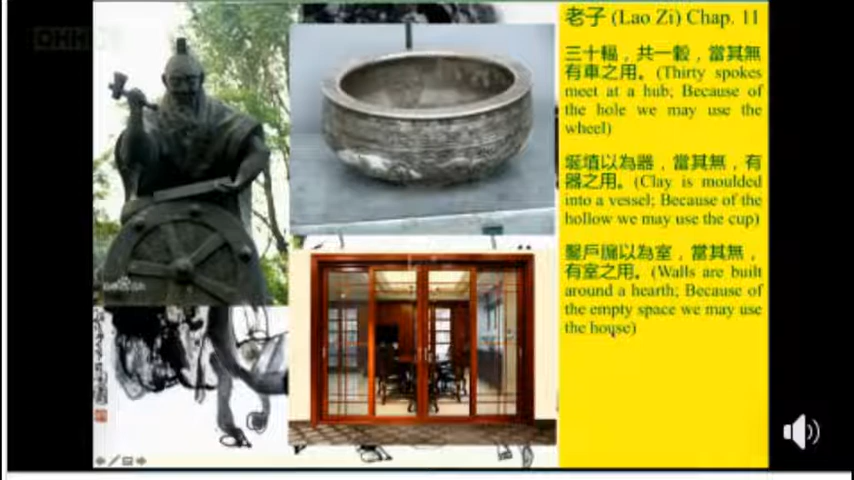 老子 (Lao Zi) Chap. 11
三十輻，共一轂，當其無
有車之用。(Thirty spokes
meet at a hub; Because of
the hole we may use the
wheel)
埏埴以為器，當其無，有
器之用。(Clay is moulded
into a vessel; Because of the
hollow we may use the cup)
鑿戶牖以為室，當其無，
有室之用。(Walls are built
around a hearth; Because of
the empty space we may use
the house)